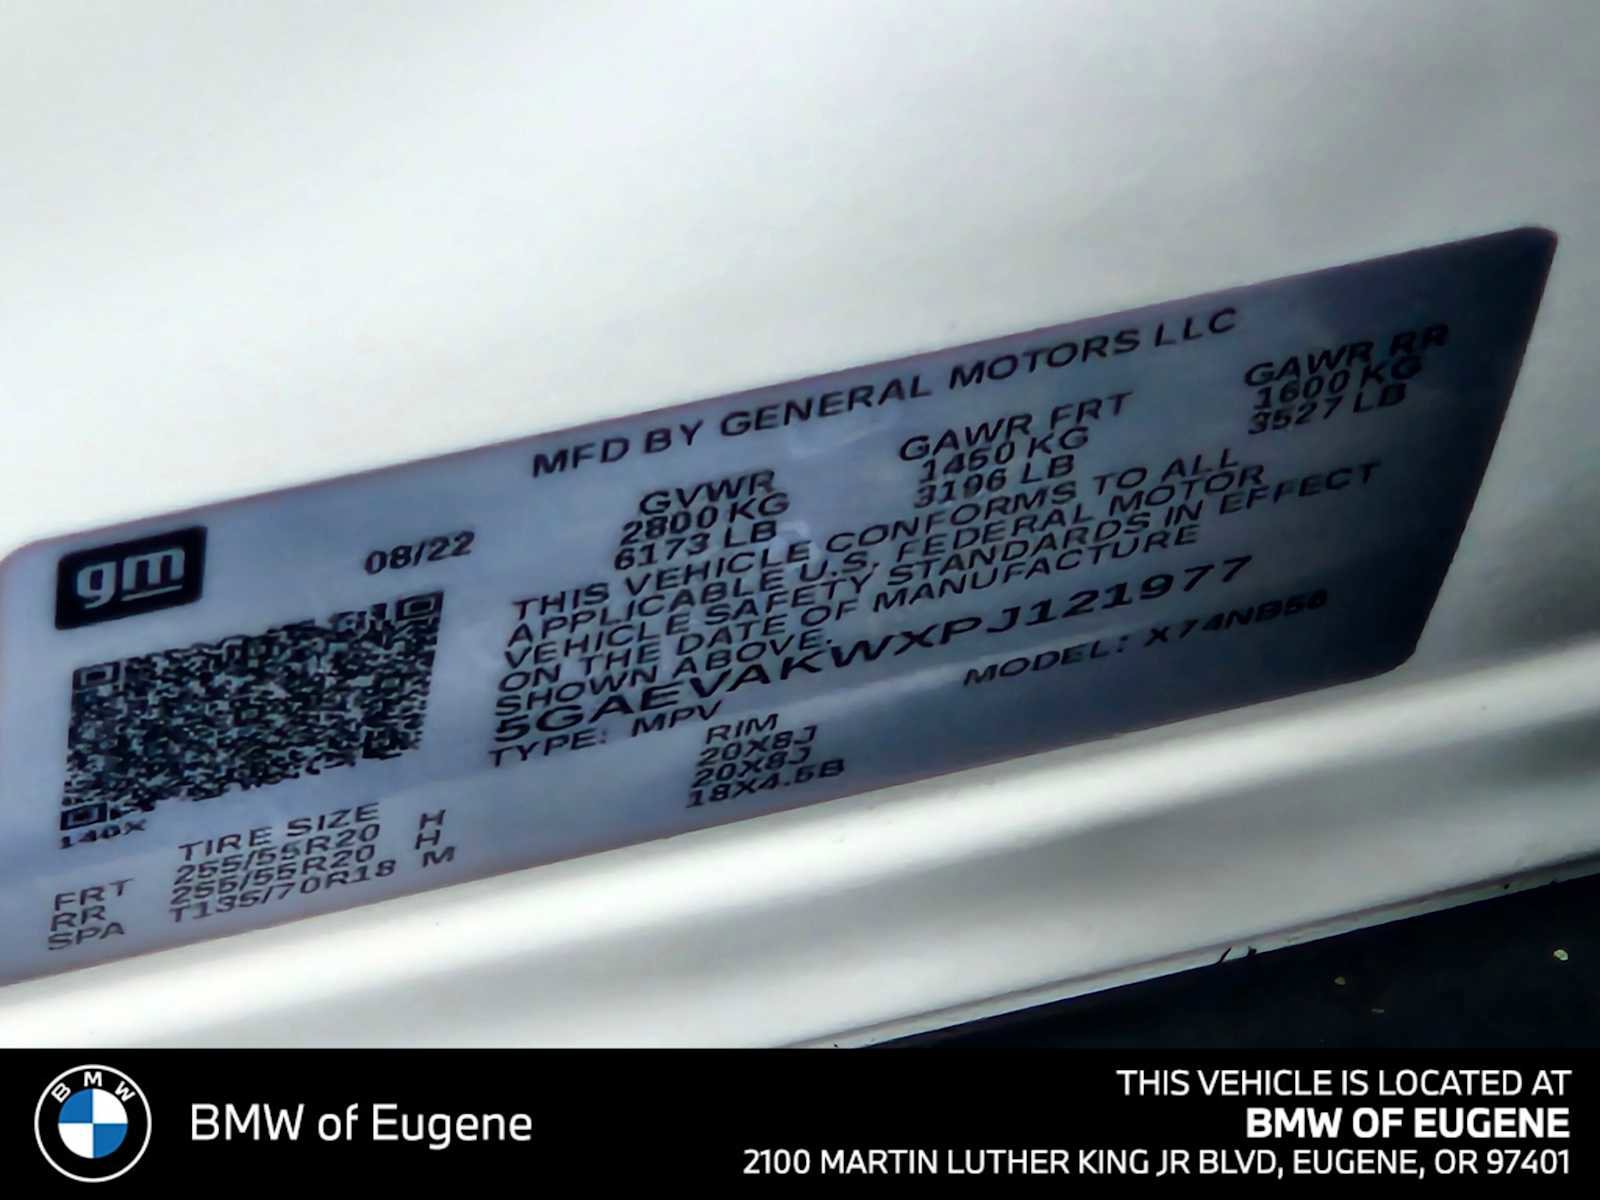 MFD BY GENERAL MOTORS LLC
gm
08/22
GVWR GAWR FRT GAWR RR
2800 KG 1450 KG 1600 KG
6173 LB 3196 LB 3527 LB
THIS VEHICLE CONFORMS TO ALL
APPLICABLE U.S. FEDERAL MOTOR
VEHICLE SAFETY STANDARDS IN EFFECT
ON THE DATE OF MANUFACTURE
SHOWN ABOVE.
5GAEVAKWXPJ121977
TYPE: MPV MODEL: X74NB56
140X
TIRE SIZE RIM
FRT 255/55R20 H 20X8J
RR 255/55R20 H 20X8J
SPA T135/70R18 M 18X4.5B
BMW
BMW of Eugene
THIS VEHICLE IS LOCATED AT
BMW OF EUGENE
2100 MARTIN LUTHER KING JR BLVD, EUGENE, OR 97401